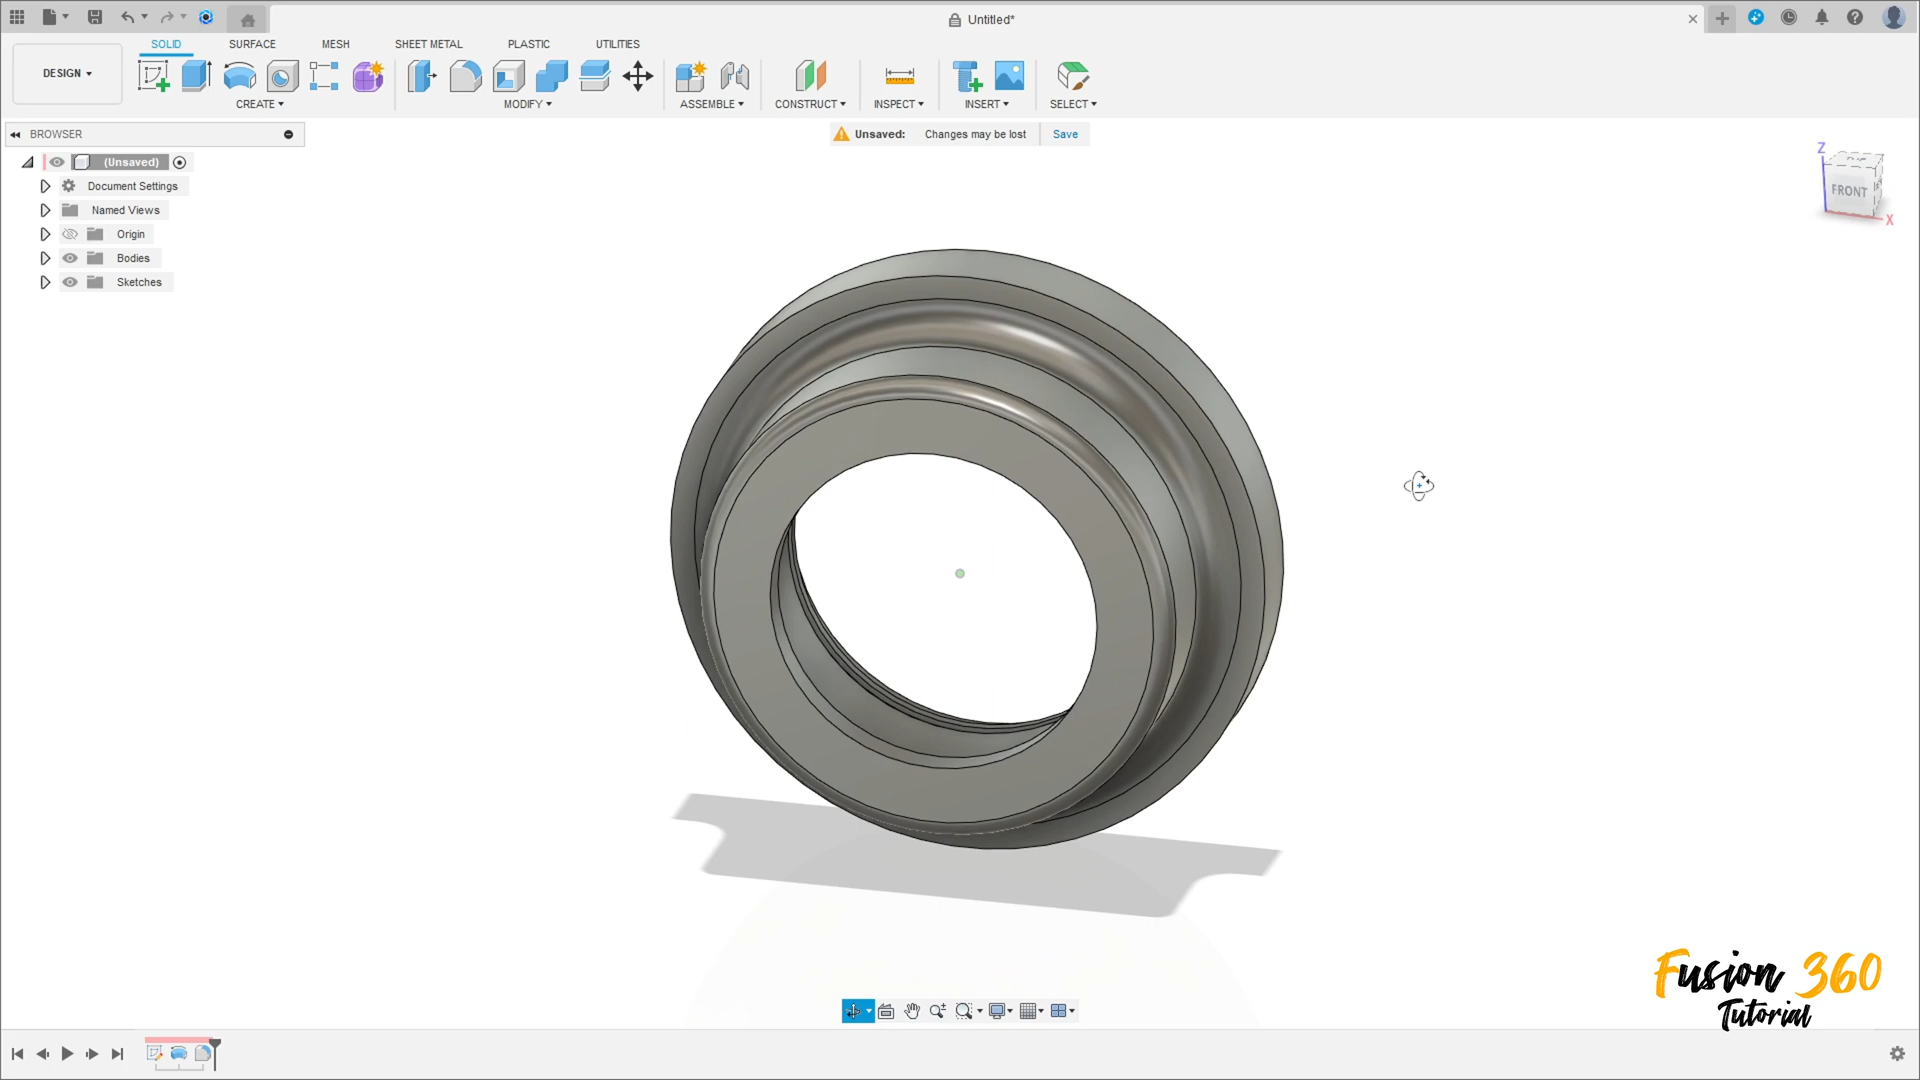 Untitled*
SOLID SURFACE MESH SHEET METAL PLASTIC UTILITIES
DESIGN
CREATE MODIFY ASSEMBLE CONSTRUCT INSPECT INSERT SELECT
BROWSER
Unsaved: Changes may be lost Save
(Unsaved)
Document Settings
Named Views
Origin
Bodies
Sketches
Z
FRONT
X
Fusion 360
Tutorial